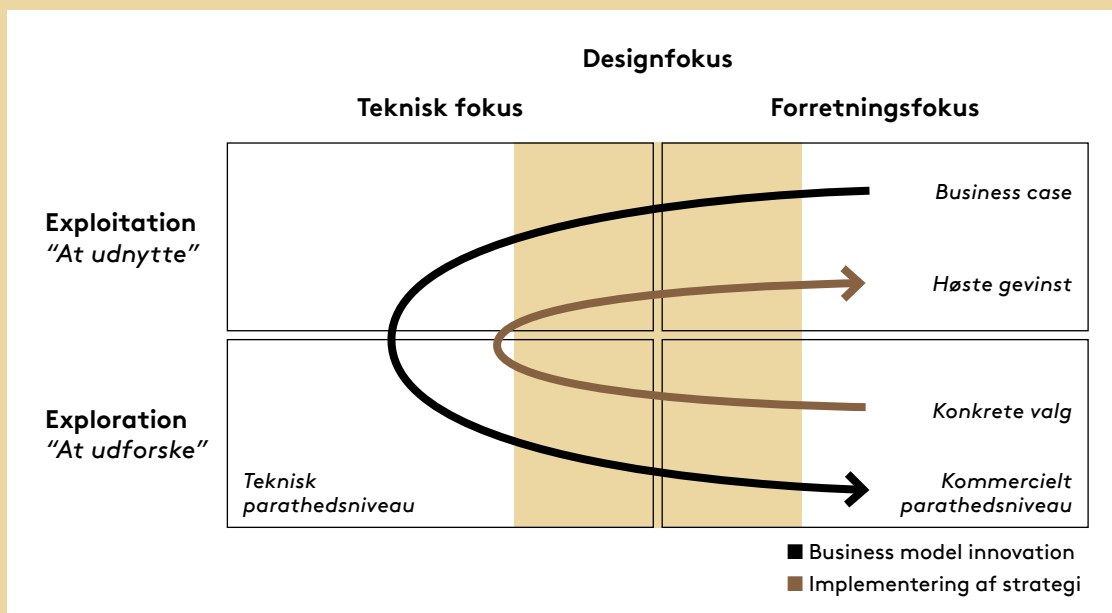 Designfokus
Teknisk fokus
Forretningsfokus
Exploitation
“At udnytte”
Business case
Høste gevinst
Exploration
“At udforske”
Konkrete valg
Teknisk
parathedsniveau
Kommercielt
parathedsniveau
Business model innovation
Implementering af strategi